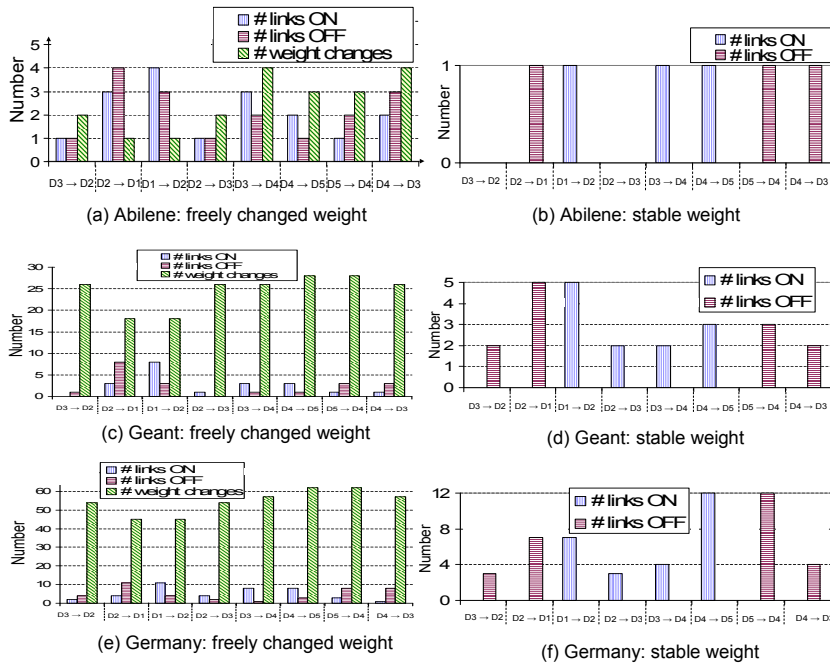 # links ON
# links OFF
# weight changes
Number
5
4
3
2
1
0
D3 → D2 D2 → D1 D1 → D2 D2 → D3 D3 → D4 D4 → D5 D5 → D4 D4 → D3
(a) Abilene: freely changed weight
# links ON
# links OFF
Number
1
0
D3 → D2 D2 → D1 D1 → D2 D2 → D3 D3 → D4 D4 → D5 D5 → D4 D4 → D3
(b) Abilene: stable weight
# links ON
# links OFF
# weight changes
Number
30
25
20
15
10
5
0
D3 → D2 D2 → D1 D1 → D2 D2 → D3 D3 → D4 D4 → D5 D5 → D4 D4 → D3
(c) Geant: freely changed weight
# links ON
# links OFF
Number
5
4
3
2
1
0
D3 → D2 D2 → D1 D1 → D2 D2 → D3 D3 → D4 D4 → D5 D5 → D4 D4 → D3
(d) Geant: stable weight
# links ON
# links OFF
# weight changes
Number
60
50
40
30
20
10
0
D3 → D2 D2 → D1 D1 → D2 D2 → D3 D3 → D4 D4 → D5 D5 → D4 D4 → D3
(e) Germany: freely changed weight
# links ON
# links OFF
Number
12
8
4
0
D3 → D2 D2 → D1 D1 → D2 D2 → D3 D3 → D4 D4 → D5 D5 → D4 D4 → D3
(f) Germany: stable weight